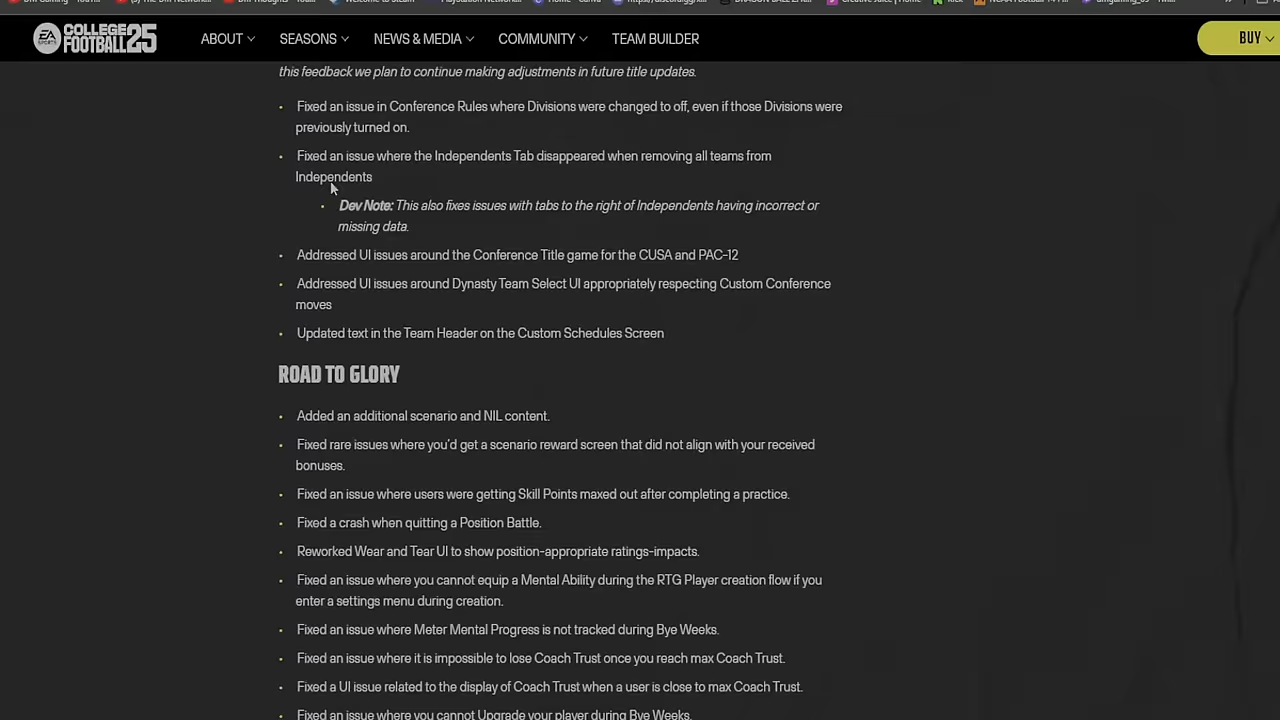 EA SPORTS COLLEGE FOOTBALL 25 ABOUT SEASONS NEWS & MEDIA COMMUNITY TEAM BUILDER BUY
this feedback we plan to continue making adjustments in future title updates.
• Fixed an issue in Conference Rules where Divisions were changed to off, even if those Divisions were
previously turned on.
• Fixed an issue where the Independents Tab disappeared when removing all teams from
Independents
• Dev Note: This also fixes issues with tabs to the right of Independents having incorrect or
missing data.
• Addressed UI issues around the Conference Title game for the CUSA and PAC-12
• Addressed UI issues around Dynasty Team Select UI appropriately respecting Custom Conference
moves
• Updated text in the Team Header on the Custom Schedules Screen
ROAD TO GLORY
• Added an additional scenario and NIL content.
• Fixed rare issues where you'd get a scenario reward screen that did not align with your received
bonuses.
• Fixed an issue where users were getting Skill Points maxed out after completing a practice.
• Fixed a crash when quitting a Position Battle.
• Reworked Wear and Tear UI to show position-appropriate ratings-impacts.
• Fixed an issue where you cannot equip a Mental Ability during the RTG Player creation flow if you
enter a settings menu during creation.
• Fixed an issue where Meter Mental Progress is not tracked during Bye Weeks.
• Fixed an issue where it is impossible to lose Coach Trust once you reach max Coach Trust.
• Fixed a UI issue related to the display of Coach Trust when a user is close to max Coach Trust.
• Fixed an issue where you cannot Upgrade your player during Bye Weeks.